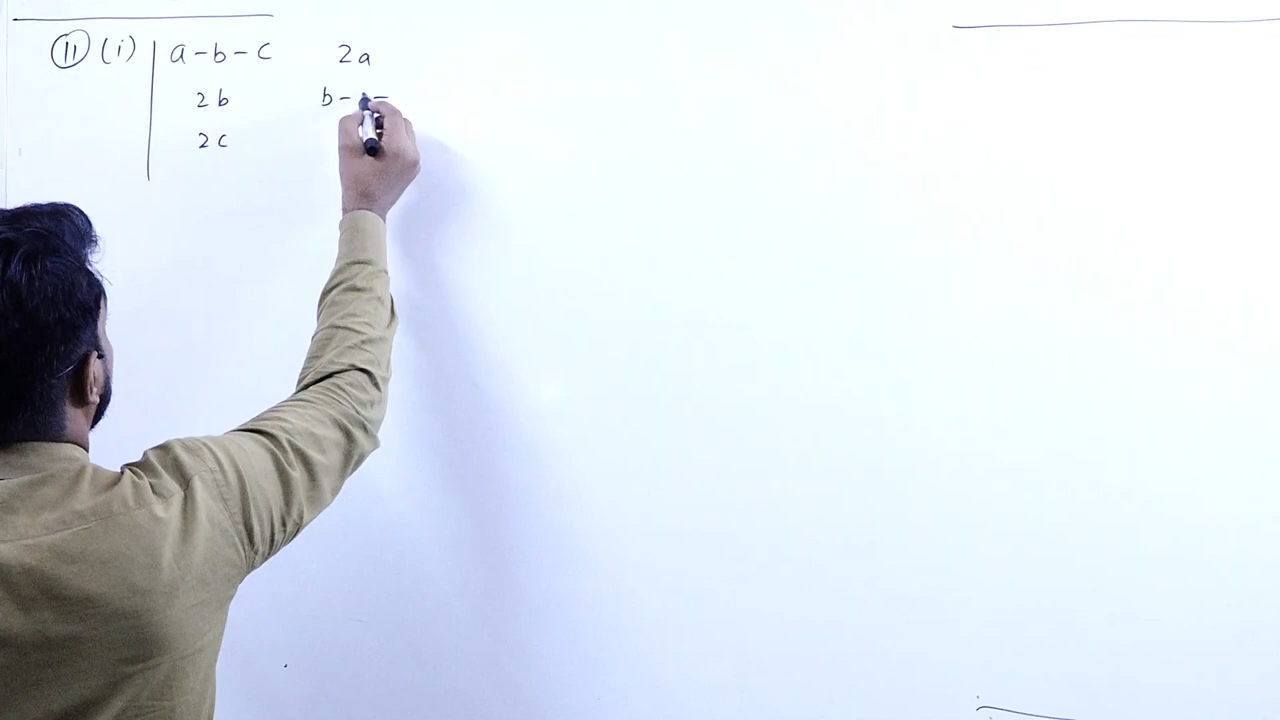 11 (i) | a - b - c 2a
2b b - -
2c